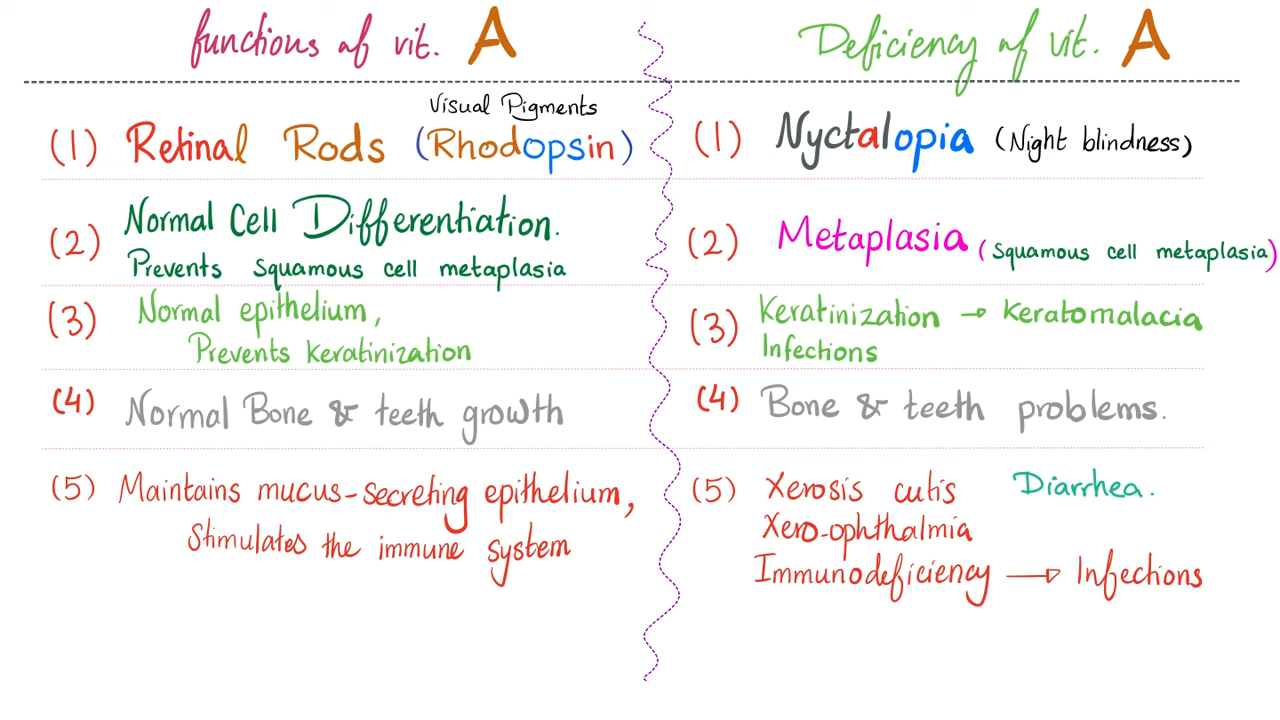 functions of vit. A
Visual Pigments
(1) Retinal Rods (Rhodopsin)
(2) Normal Cell Differentiation.
Prevents squamous cell metaplasia
(3) Normal epithelium,
Prevents keratinization
(4) Normal Bone & teeth growth
(5) Maintains mucus-secreting epithelium,
Stimulates the immune system
Deficiency of vit. A
(1) Nyctalopia (Night blindness)
(2) Metaplasia (Squamous cell metaplasia)
(3) Keratinization → Keratomalacia
Infections
(4) Bone & teeth problems.
(5) Xerosis cutis Diarrhea.
Xero-ophthalmia
Immunodeficiency → Infections